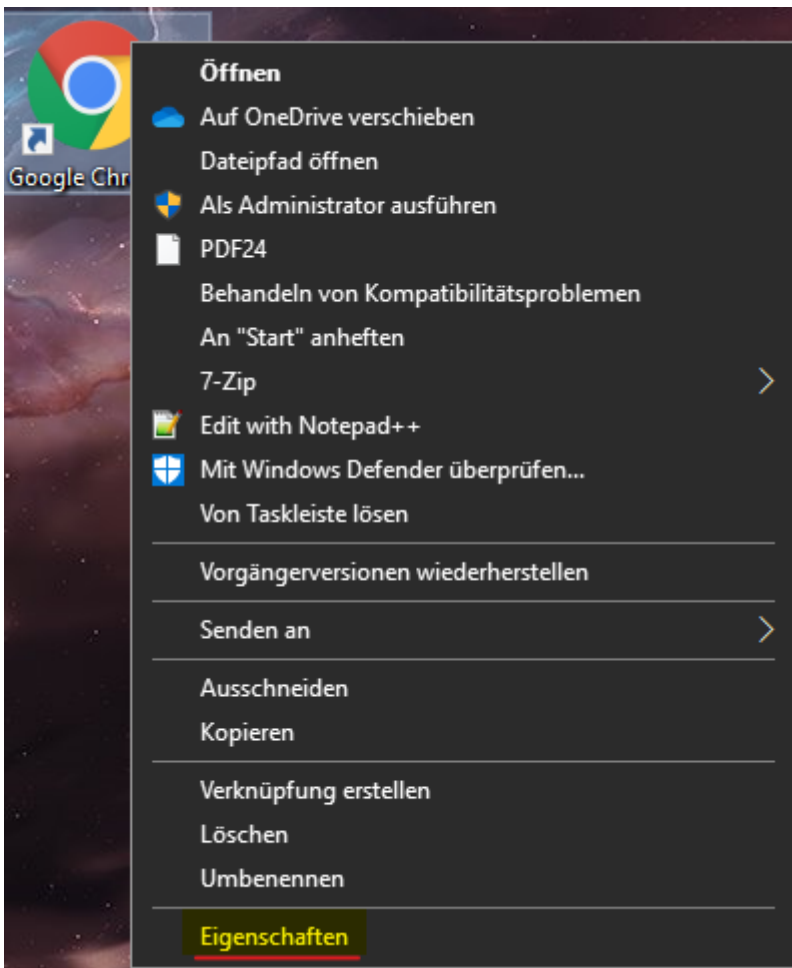 Google Chr
Öffnen
Auf OneDrive verschieben
Dateipfad öffnen
Als Administrator ausführen
PDF24
Behandeln von Kompatibilitätsproblemen
An "Start" anheften
7-Zip
Edit with Notepad++
Mit Windows Defender überprüfen...
Von Taskleiste lösen
Vorgängerversionen wiederherstellen
Senden an
Ausschneiden
Kopieren
Verknüpfung erstellen
Löschen
Umbenennen
Eigenschaften